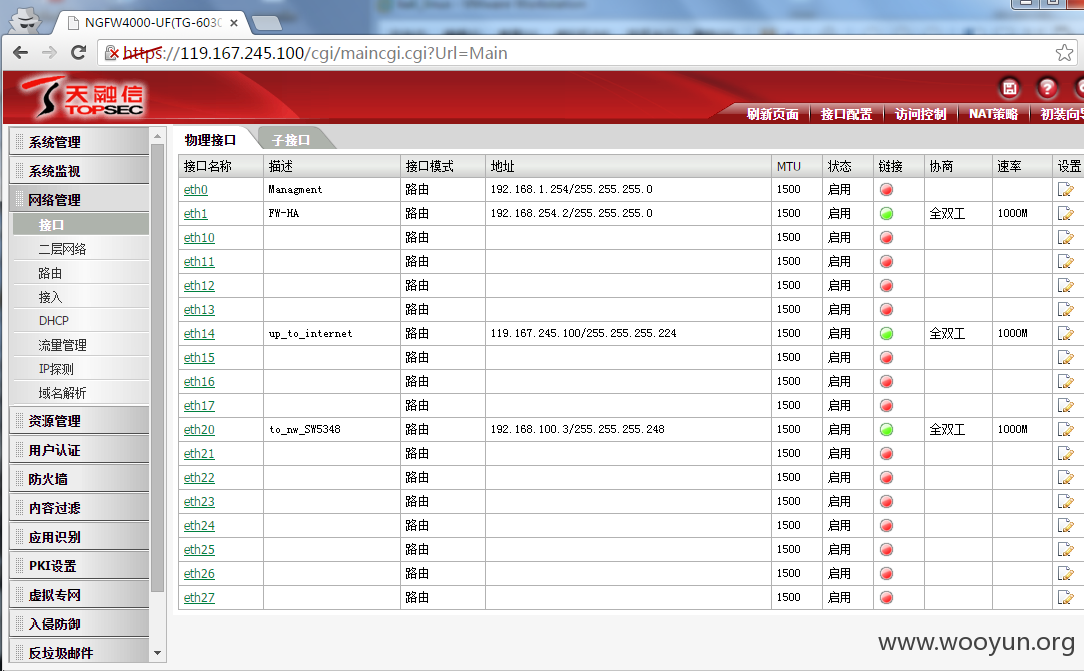 NGFW4000-UF(TG-603
https://119.167.245.100/cgi/maincgi.cgi?Url=Main
天融信
TOPSEC
刷新页面 接口配置 访问控制 NAT策略 初装向导
系统管理
系统监视
网络管理
接口
二层网络
路由
接入
DHCP
流量管理
IP探测
域名解析
资源管理
用户认证
防火墙
内容过滤
应用识别
PKI设置
虚拟专网
入侵防御
反垃圾邮件
物理接口 子接口
接口名称 描述 接口模式 地址 MTU 状态 链接 协商 速率 设置
eth0 Managment 路由 192.168.1.254/255.255.255.0 1500 启用
eth1 FW-HA 路由 192.168.254.2/255.255.255.0 1500 启用 全双工 1000M
eth10 路由 1500 启用
eth11 路由 1500 启用
eth12 路由 1500 启用
eth13 路由 1500 启用
eth14 up_to_internet 路由 119.167.245.100/255.255.255.224 1500 启用 全双工 1000M
eth15 路由 1500 启用
eth16 路由 1500 启用
eth17 路由 1500 启用
eth20 to_nw_SW5348 路由 192.168.100.3/255.255.255.248 1500 启用 全双工 1000M
eth21 路由 1500 启用
eth22 路由 1500 启用
eth23 路由 1500 启用
eth24 路由 1500 启用
eth25 路由 1500 启用
eth26 路由 1500 启用
eth27 路由 1500 启用
www.wooyun.org